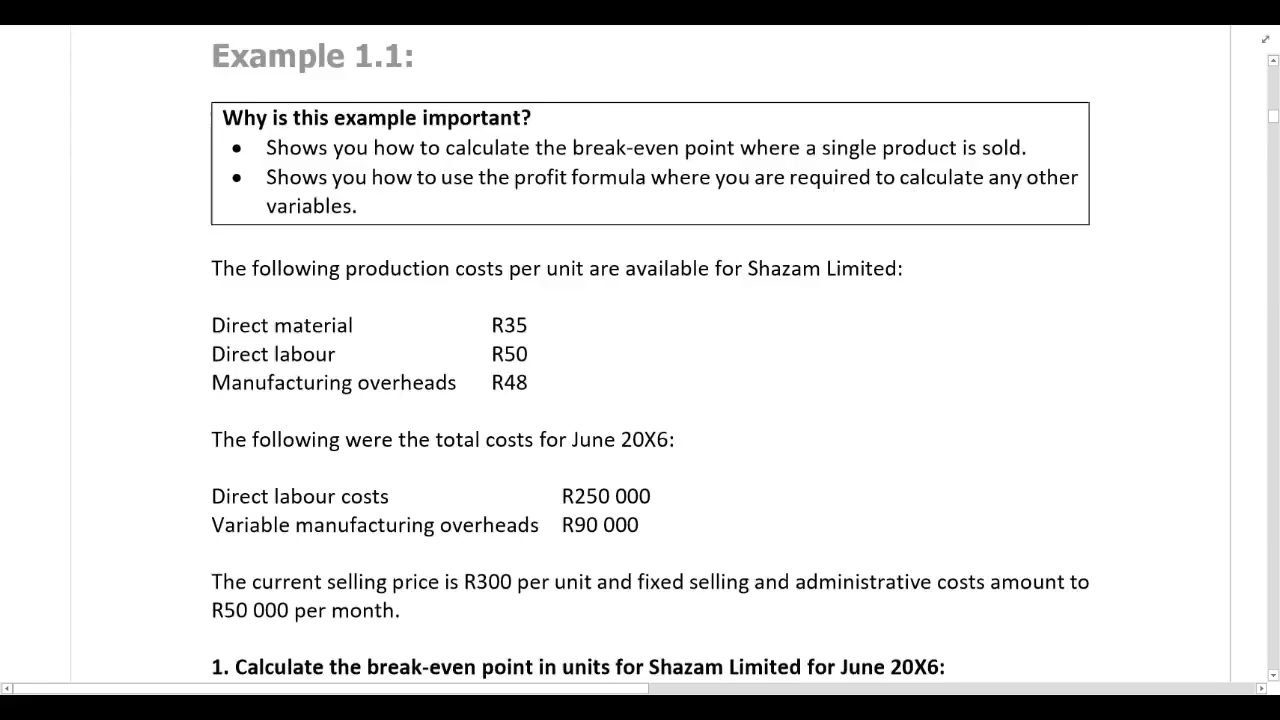 Example 1.1:
Why is this example important?
• Shows you how to calculate the break-even point where a single product is sold.
• Shows you how to use the profit formula where you are required to calculate any other
variables.
The following production costs per unit are available for Shazam Limited:
Direct material R35
Direct labour R50
Manufacturing overheads R48
The following were the total costs for June 20X6:
Direct labour costs R250 000
Variable manufacturing overheads R90 000
The current selling price is R300 per unit and fixed selling and administrative costs amount to
R50 000 per month.
1. Calculate the break-even point in units for Shazam Limited for June 20X6: